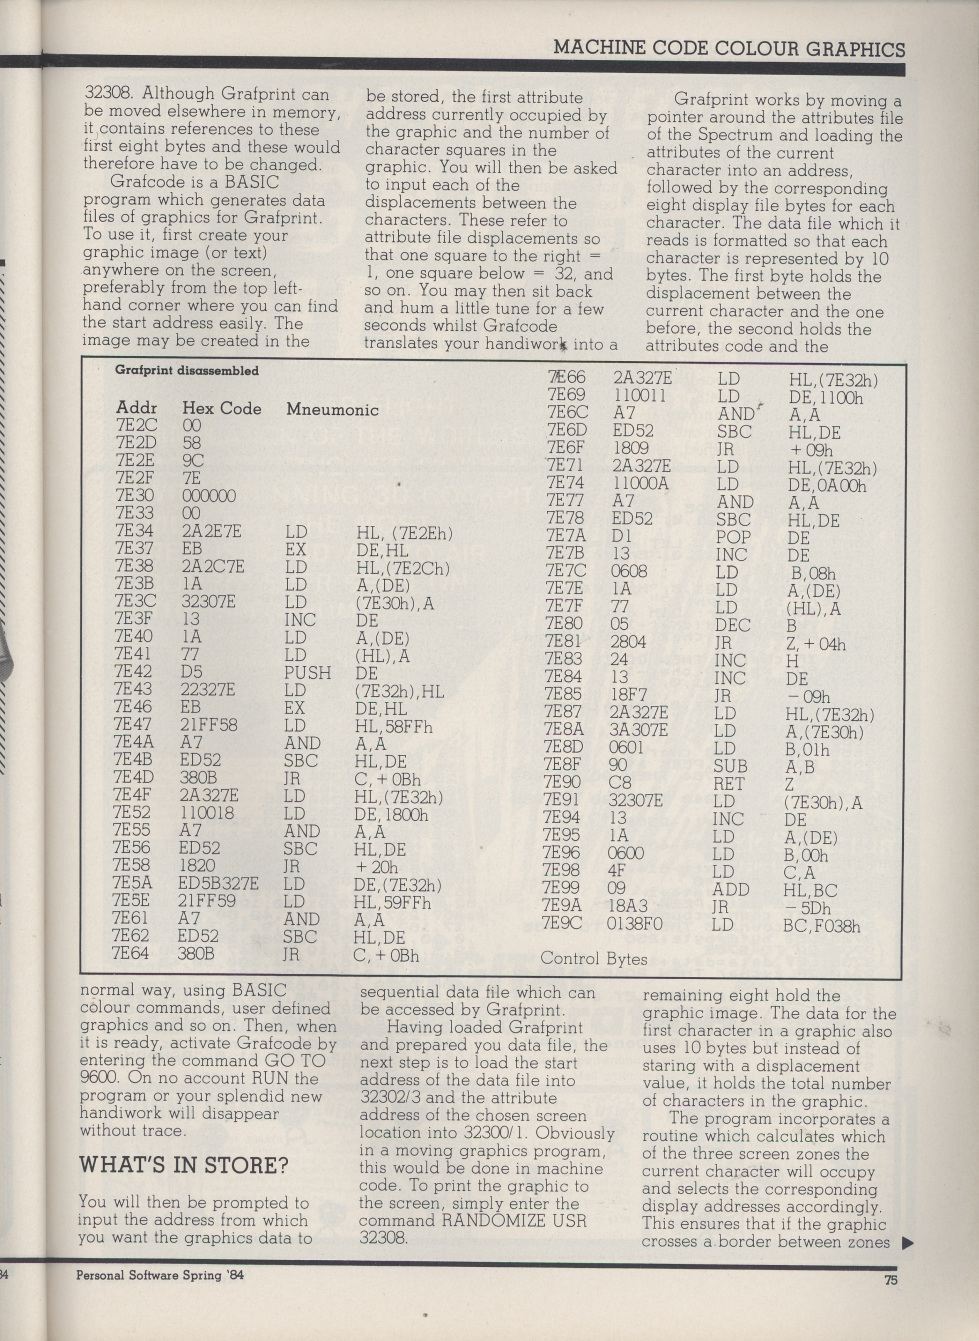 MACHINE CODE COLOUR GRAPHICS
32308. Although Grafprint can
be moved elsewhere in memory,
it contains references to these
first eight bytes and these would
therefore have to be changed.
Grafcode is a BASIC
program which generates data
files of graphics for Grafprint.
To use it, first create your
graphic image (or text)
anywhere on the screen,
preferably from the top left-
hand corner where you can find
the start address easily. The
image may be created in the
be stored, the first attribute
address currently occupied by
the graphic and the number of
character squares in the
graphic. You will then be asked
to input each of the
displacements between the
characters. These refer to
attribute file displacements so
that one square to the right =
1, one square below = 32, and
so on. You may then sit back
and hum a little tune for a few
seconds whilst Grafcode
translates your handiwork into a
Grafprint works by moving a
pointer around the attributes file
of the Spectrum and loading the
attributes of the current
character into an address,
followed by the corresponding
eight display file bytes for each
character. The data file which it
reads is formatted so that each
character is represented by 10
bytes. The first byte holds the
displacement between the
current character and the one
before, the second holds the
attributes code and the
Grafprint disassembled
Addr Hex Code Mneumonic
7E2C 00
7E2D 58
7E2E 9C
7E2F 7E
7E30 000000
7E33 00
7E34 2A2E7E LD HL, (7E2Eh)
7E37 EB EX DE,HL
7E38 2A2C7E LD HL,(7E2Ch)
7E3B 1A LD A,(DE)
7E3C 32307E LD (7E30h),A
7E3F 13 INC DE
7E40 1A LD A,(DE)
7E41 77 LD (HL),A
7E42 D5 PUSH DE
7E43 22327E LD (7E32h),HL
7E46 EB EX DE,HL
7E47 21FF58 LD HL,58FFh
7E4A A7 AND A,A
7E4B ED52 SBC HL,DE
7E4D 380B JR C,+0Bh
7E4F 2A327E LD HL,(7E32h)
7E52 110018 LD DE,1800h
7E55 A7 AND A,A
7E56 ED52 SBC HL,DE
7E58 1820 JR +20h
7E5A ED5B327E LD DE,(7E32h)
7E5E 21FF59 LD HL,59FFh
7E61 A7 AND A,A
7E62 ED52 SBC HL,DE
7E64 380B JR C,+0Bh
7E66 2A327E LD HL,(7E32h)
7E69 110011 LD DE,1100h
7E6C A7 AND A,A
7E6D ED52 SBC HL,DE
7E6F 1809 JR +09h
7E71 2A327E LD HL,(7E32h)
7E74 11000A LD DE,0A00h
7E77 A7 AND A,A
7E78 ED52 SBC HL,DE
7E7A D1 POP DE
7E7B 13 INC DE
7E7C 0608 LD B,08h
7E7E 1A LD A,(DE)
7E7F 77 LD (HL),A
7E80 05 DEC B
7E81 2804 JR Z,+04h
7E83 24 INC H
7E84 13 INC DE
7E85 18F7 JR -09h
7E87 2A327E LD HL,(7E32h)
7E8A 3A307E LD A,(7E30h)
7E8D 0601 LD B,01h
7E8F 90 SUB A,B
7E90 C8 RET Z
7E91 32307E LD (7E30h),A
7E94 13 INC DE
7E95 1A LD A,(DE)
7E96 0600 LD B,00h
7E98 4F LD C,A
7E99 09 ADD HL,BC
7E9A 18A3 JR -5Dh
7E9C 0138F0 LD BC,F038h
Control Bytes
normal way, using BASIC
colour commands, user defined
graphics and so on. Then, when
it is ready, activate Grafcode by
entering the command GO TO
9600. On no account RUN the
program or your splendid new
handiwork will disappear
without trace.
WHAT'S IN STORE?
You will then be prompted to
input the address from which
you want the graphics data to
sequential data file which can
be accessed by Grafprint.
Having loaded Grafprint
and prepared you data file, the
next step is to load the start
address of the data file into
32302/3 and the attribute
address of the chosen screen
location into 32300/1. Obviously
in a moving graphics program,
this would be done in machine
code. To print the graphic to
the screen, simply enter the
command RANDOMIZE USR
32308.
remaining eight hold the
graphic image. The data for the
first character in a graphic also
uses 10 bytes but instead of
staring with a displacement
value, it holds the total number
of characters in the graphic.
The program incorporates a
routine which calculates which
of the three screen zones the
current character will occupy
and selects the corresponding
display addresses accordingly.
This ensures that if the graphic
crosses a border between zones
84
Personal Software Spring '84
75